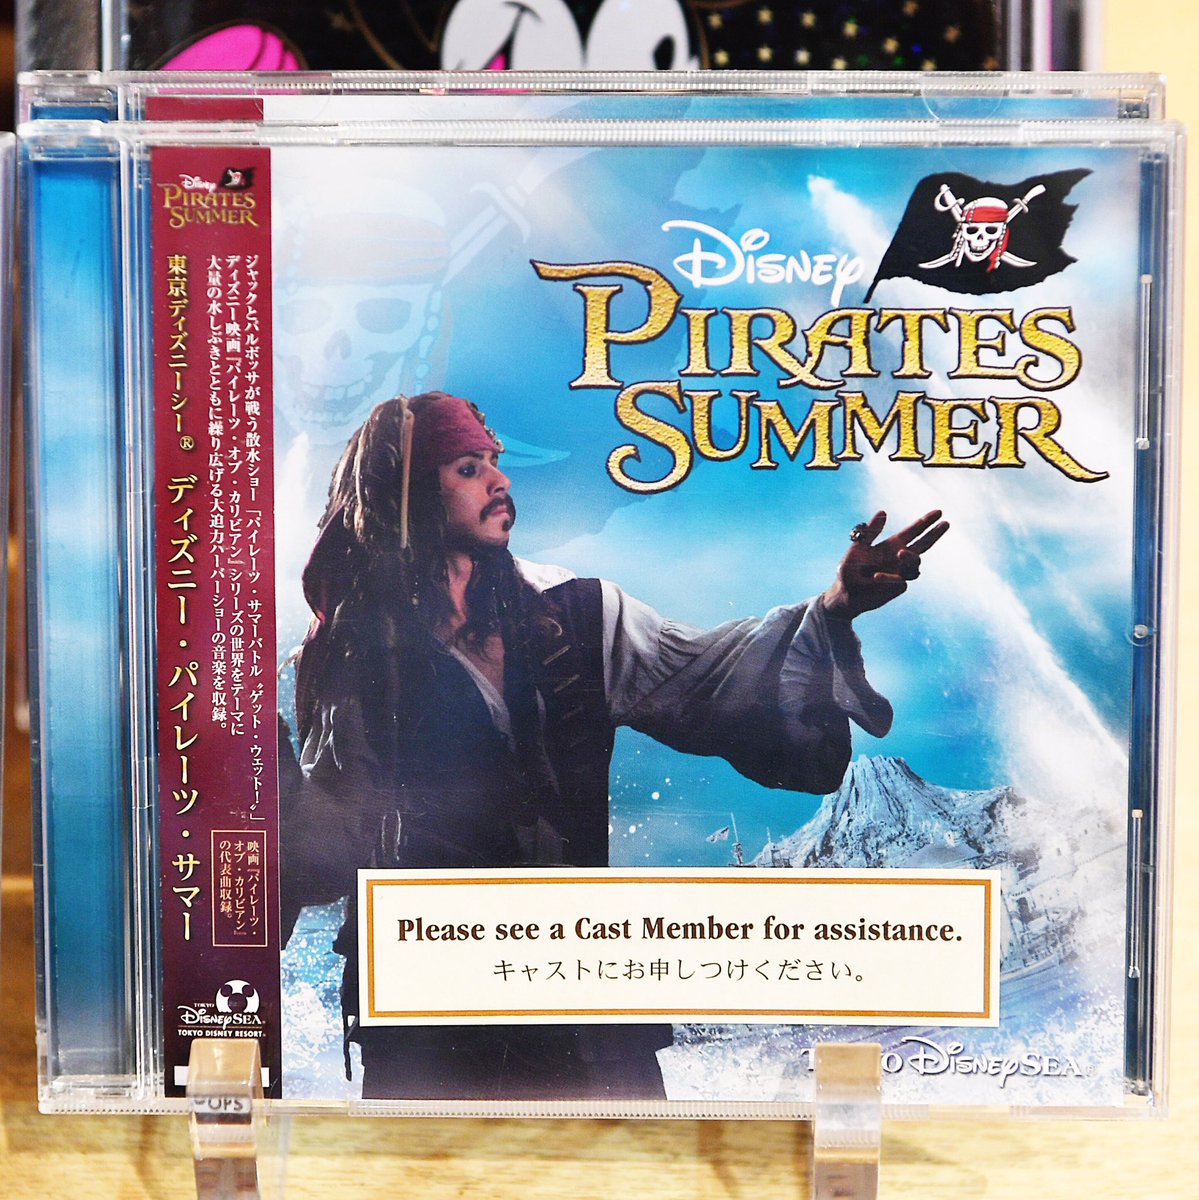 Disney
PIRATES
SUMMER
Disney
PIRATES
SUMMER
東京ディズニーシー® ディズニー・パイレーツ・サマー
ジャックとバルボッサが戦う散水ショー「パイレーツ・サマーバトル “ゲット・ウェット!”」
ディズニー映画『パイレーツ・オブ・カリビアン』シリーズの世界をテーマに
大量の水しぶきとともに繰り広げる大迫力ハーバーショーの音楽を収録。
映画『パイレーツ・
オブ・カリビアン』
の代表曲収録。
Please see a Cast Member for assistance.
キャストにお申しつけください。
TOKYO
DISNEYSEA®
TOKYO DISNEY RESORT®
DISNEYSEA®